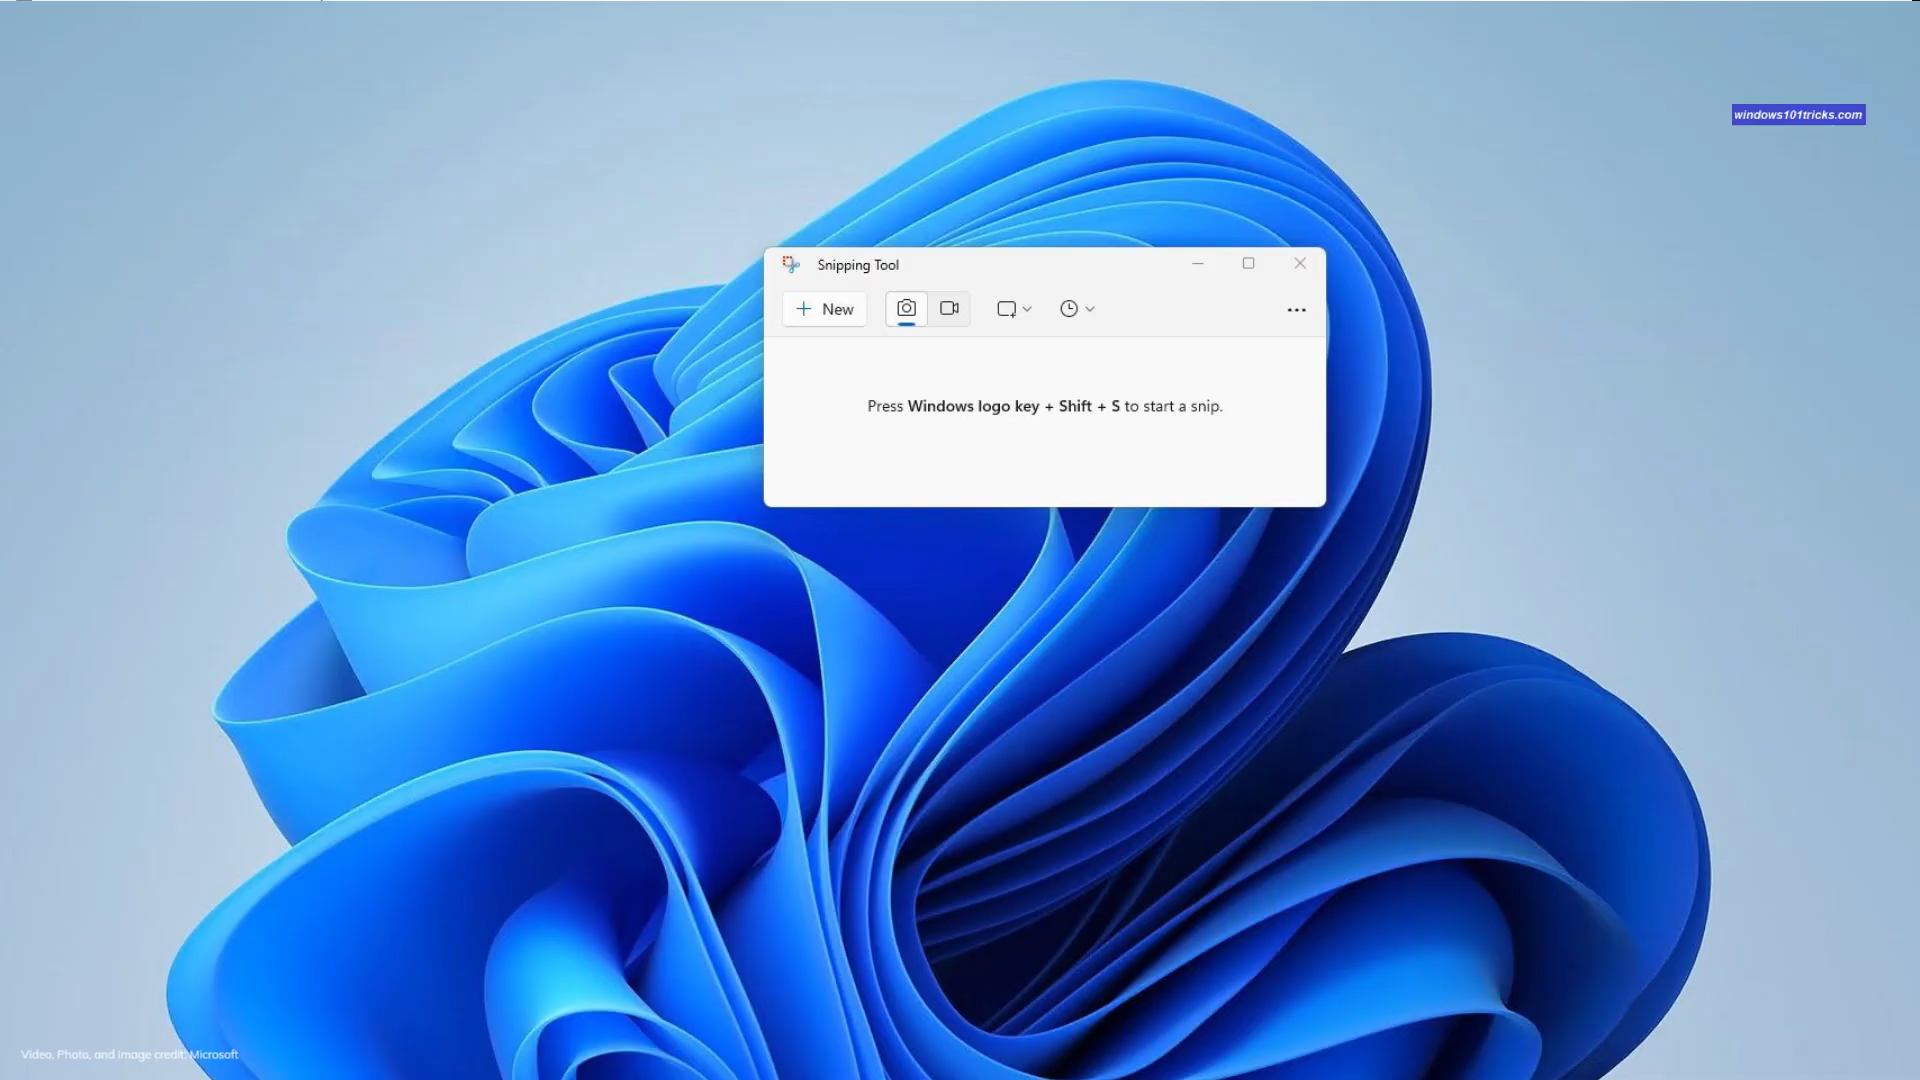 windows101tricks.com
Snipping Tool
New
Press Windows logo key + Shift + S to start a snip.
Video, Photo, and Image credit: Microsoft